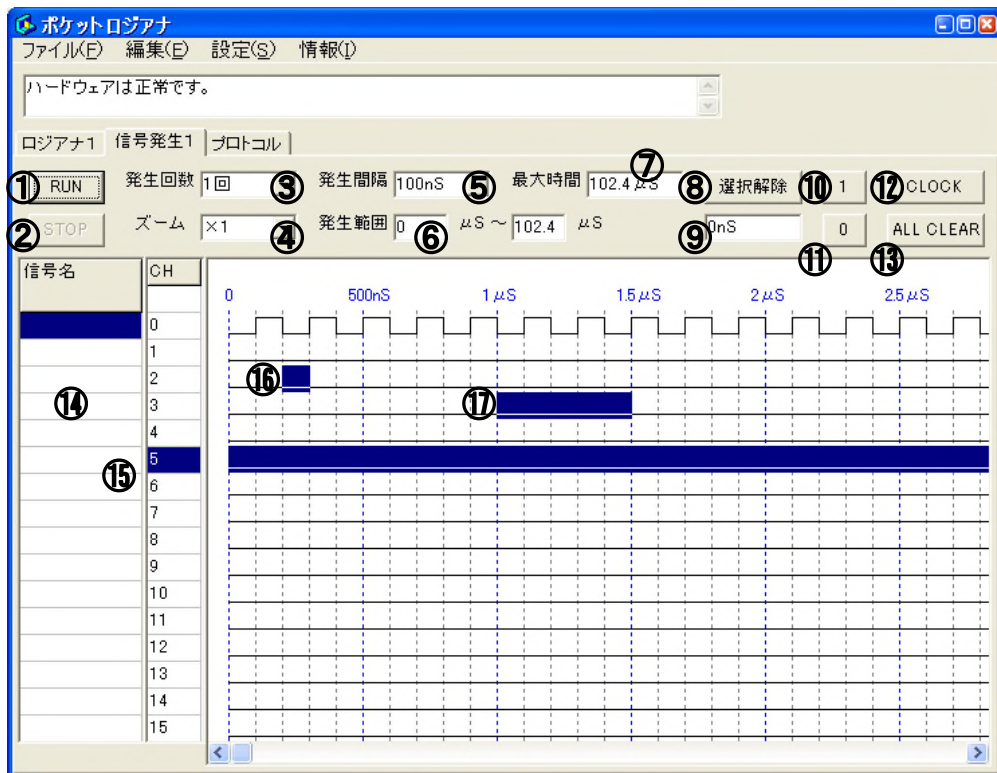 ポケットロジアナ
ファイル(F) 編集(E) 設定(S) 情報(I)
ハードウェアは正常です。
ロジアナ1 信号発生1 プロトコル
① RUN 発生回数 1回 ③ 発生間隔 100nS ⑤ 最大時間 102.4μS ⑦ ⑧ 選択解除 ⑩ 1 ⑫ CLOCK
② STOP ズーム ×1 ④ 発生範囲 0 ⑥ μS ~ 102.4 μS ⑨ 0nS ⑪ 0 ⑬ ALL CLEAR
信号名 CH
0 500nS 1μS 1.5μS 2μS 2.5μS
0
1
2 ⑯
⑭ 3 ⑰
4
5
⑮ 6
7
8
9
10
11
12
13
14
15